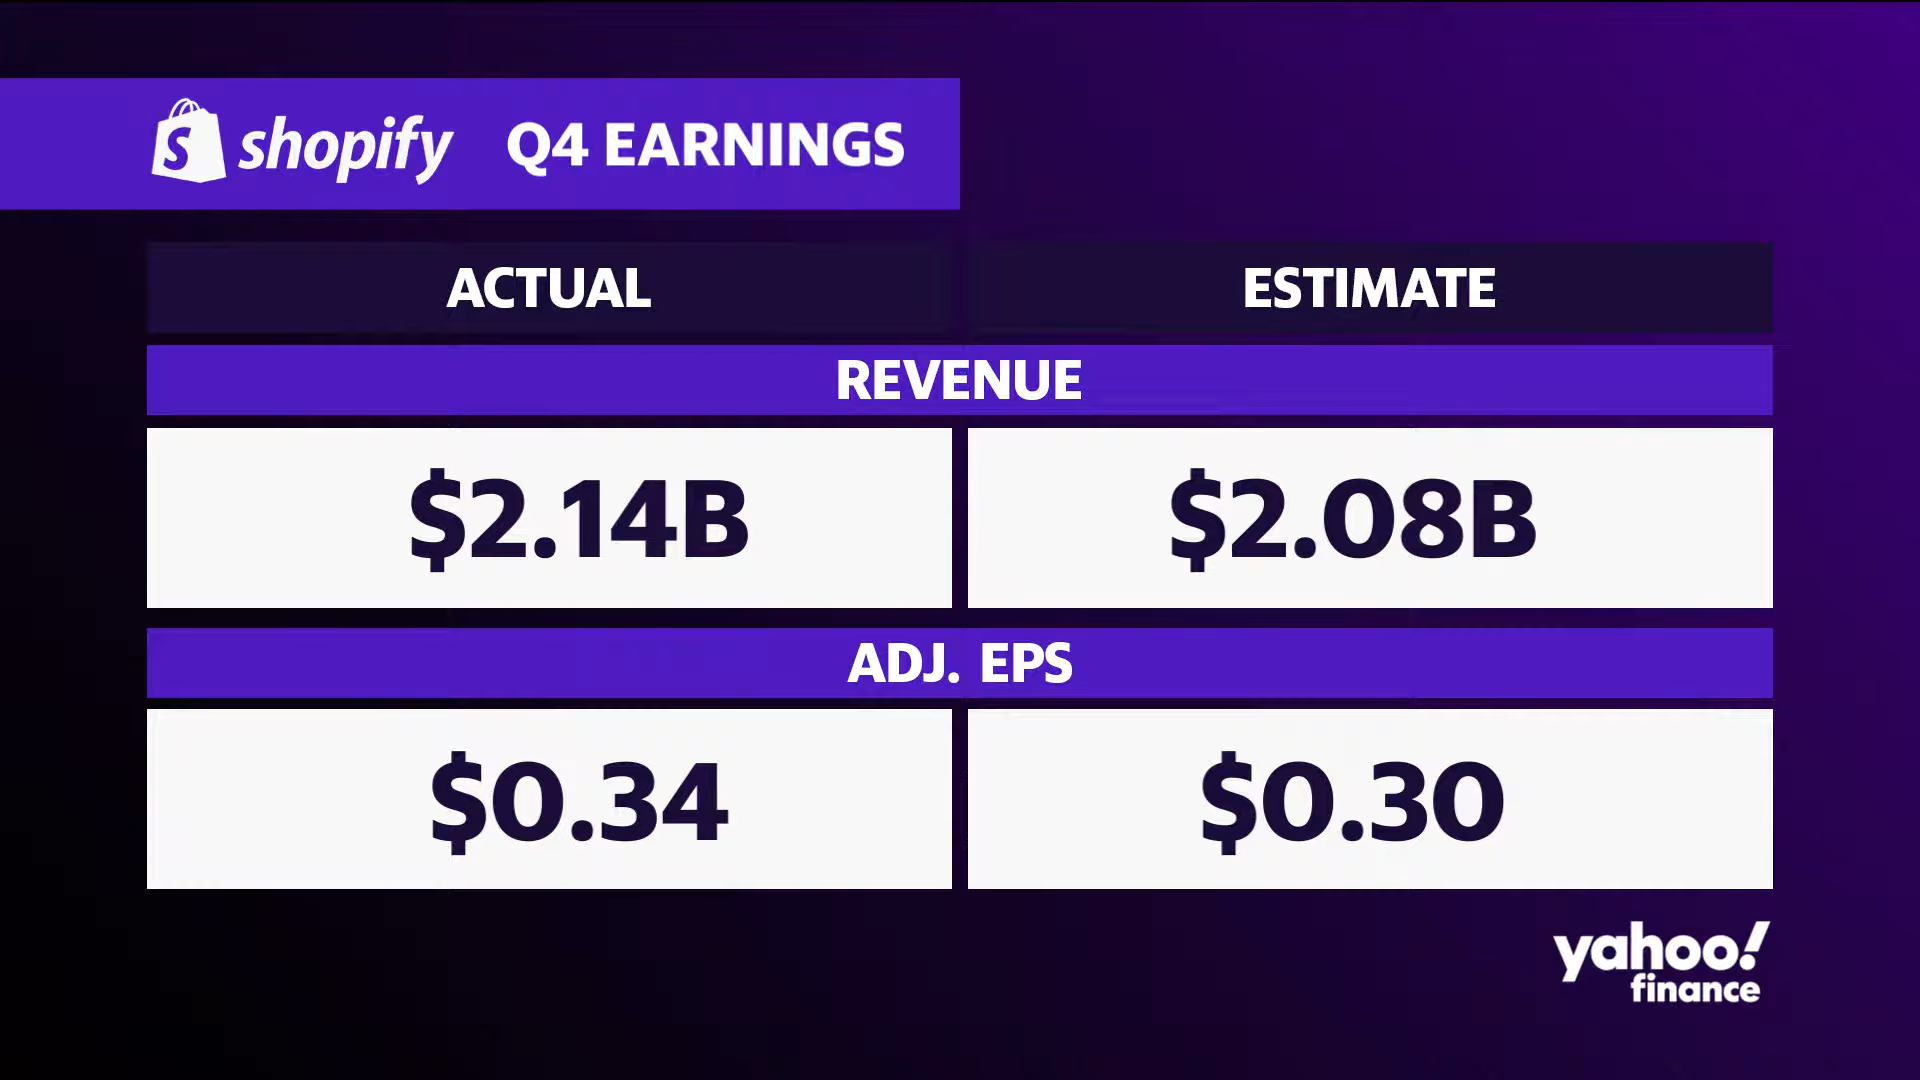 shopify Q4 EARNINGS
ACTUAL ESTIMATE
REVENUE
$2.14B $2.08B
ADJ. EPS
$0.34 $0.30
yahoo!
finance